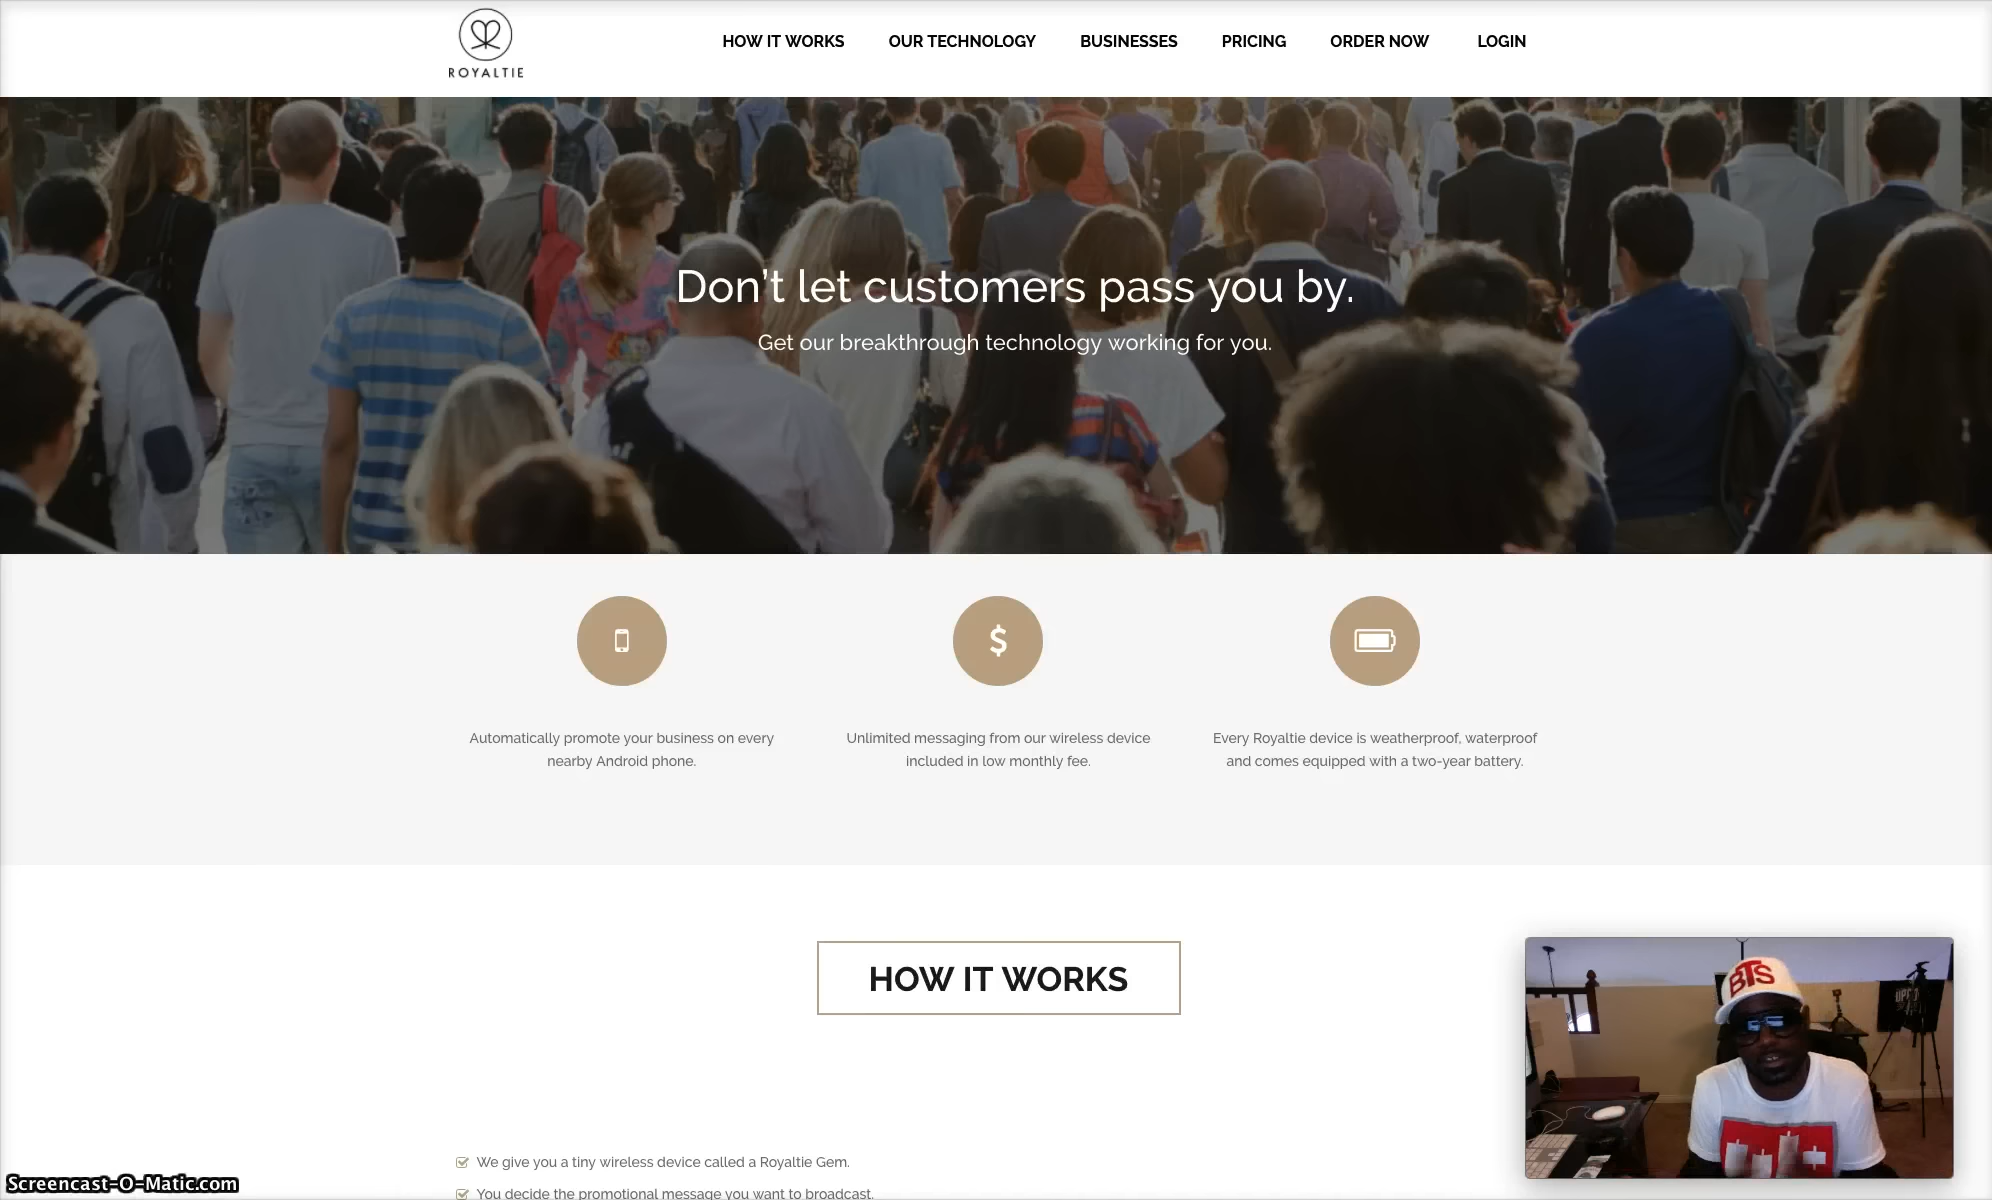 ROYALTIE
HOW IT WORKS
OUR TECHNOLOGY
BUSINESSES
PRICING
ORDER NOW
LOGIN
Don't let customers pass you by.
Get our breakthrough technology working for you.
$
Automatically promote your business on every
nearby Android phone.
Unlimited messaging from our wireless device
included in low monthly fee.
Every Royaltie device is weatherproof, waterproof
and comes equipped with a two-year battery.
HOW IT WORKS
BTS
We give you a tiny wireless device called a Royaltie Gem.
You decide the promotional message you want to broadcast.
Screencast-O-Matic.com